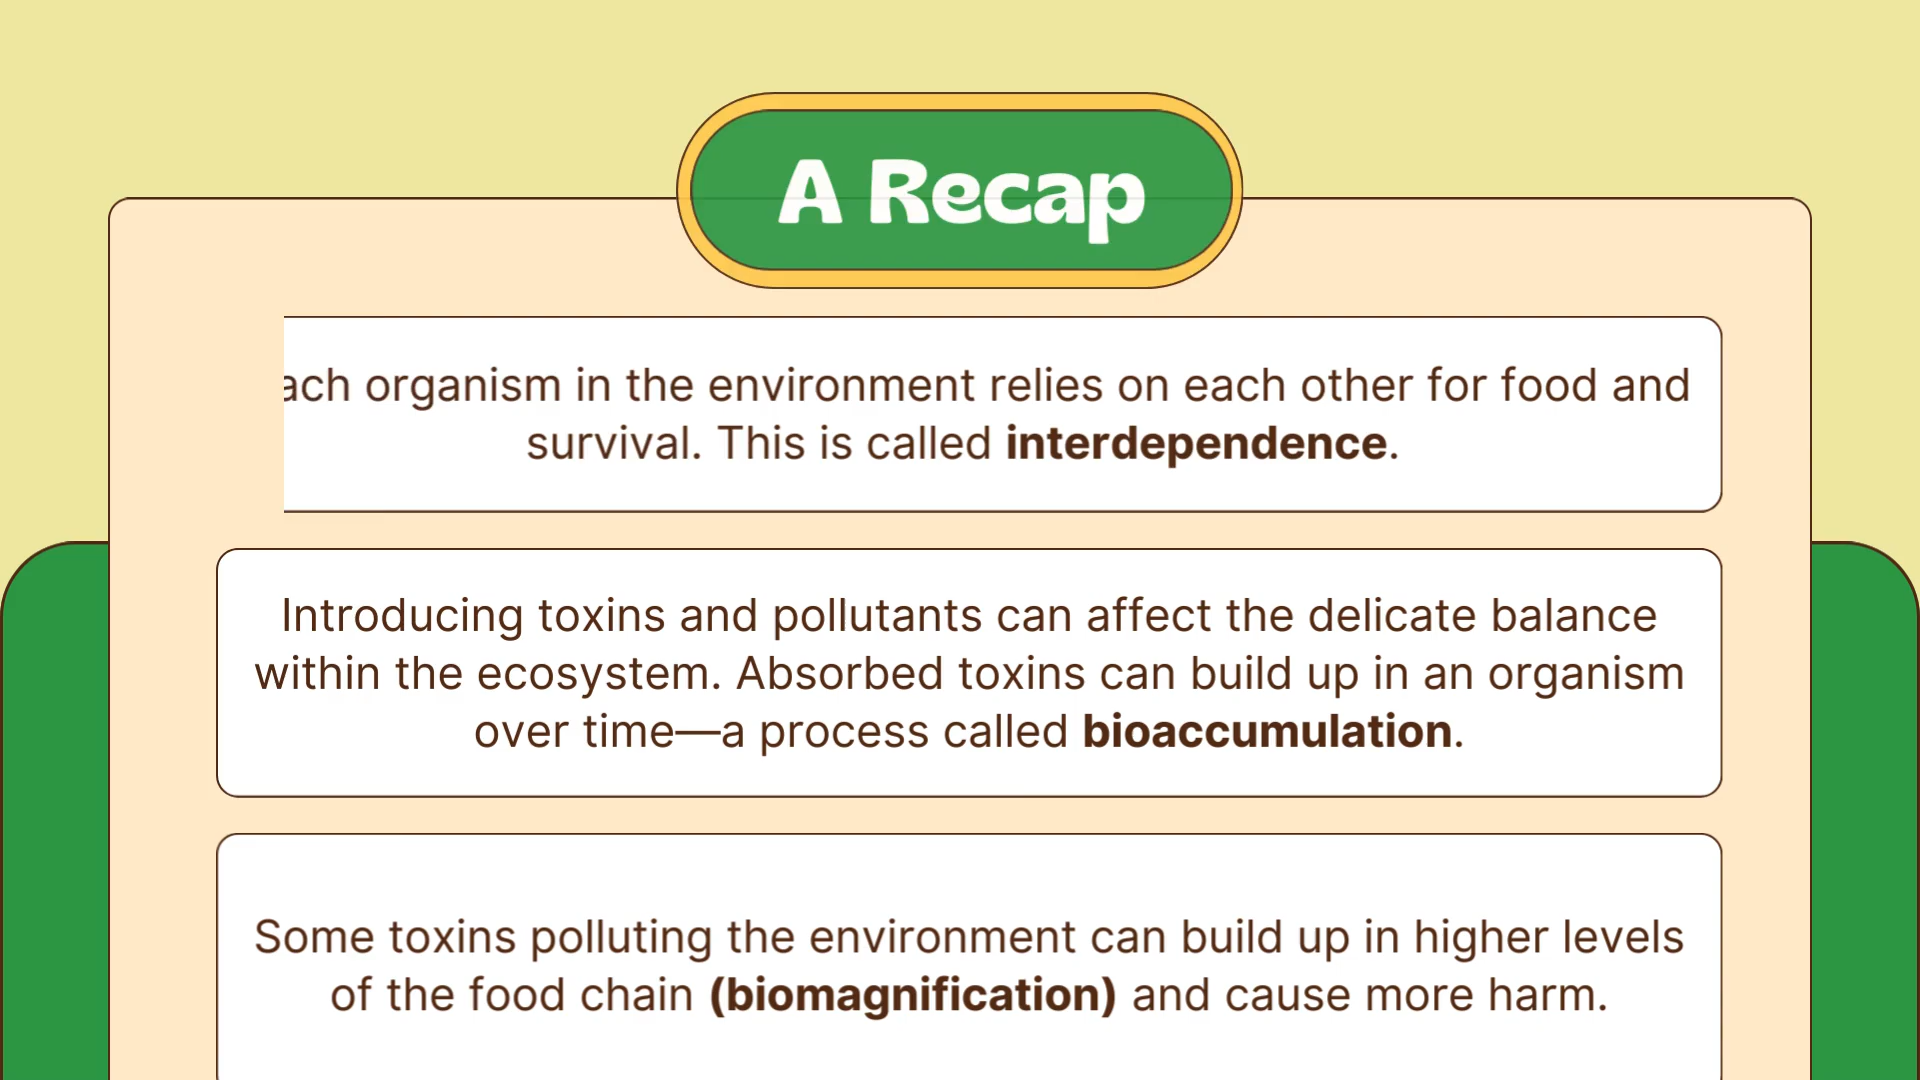 A Recap
ach organism in the environment relies on each other for food and
survival. This is called interdependence.
Introducing toxins and pollutants can affect the delicate balance
within the ecosystem. Absorbed toxins can build up in an organism
over time—a process called bioaccumulation.
Some toxins polluting the environment can build up in higher levels
of the food chain (biomagnification) and cause more harm.